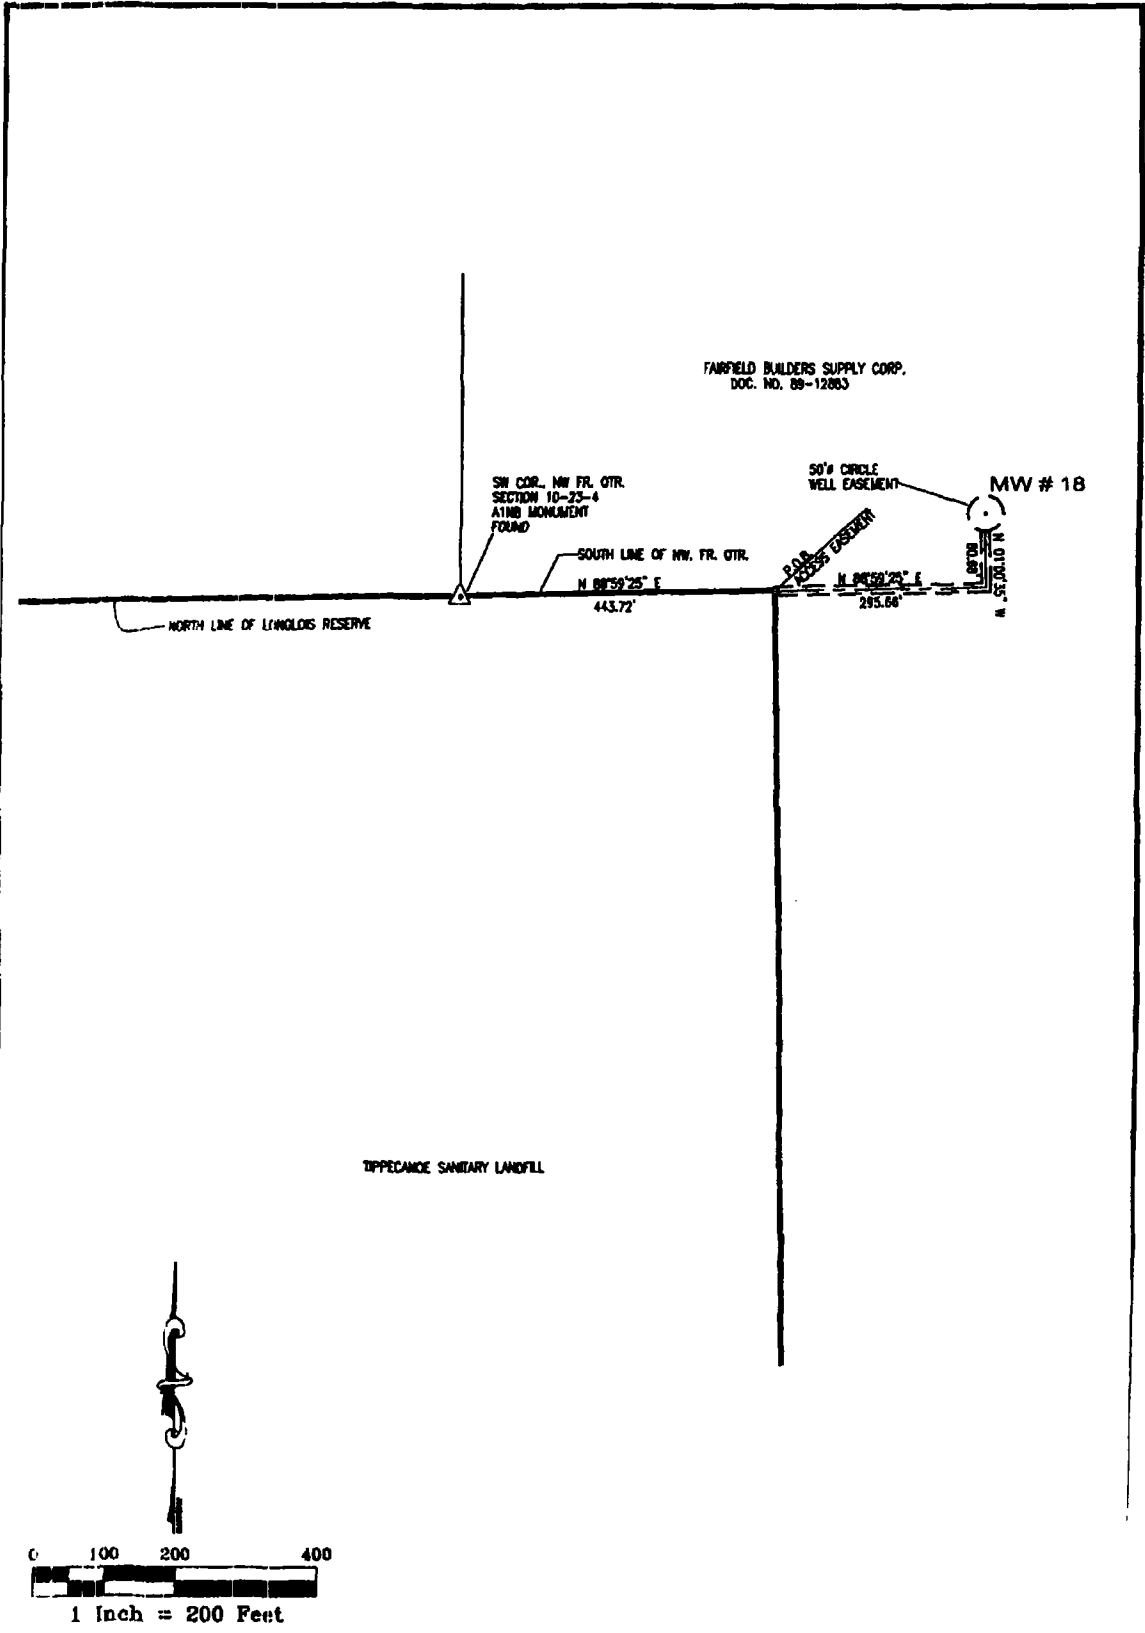 FAIRFIELD BUILDERS SUPPLY CORP.
DOC. NO. 89-12883
50'ø CIRCLE
WELL EASEMENT
MW # 18
SW COR., NW FR. QTR.
SECTION 10-23-4
MONUMENT
FOUND
SOUTH LINE OF NW. FR. QTR.
P.O.B.
ACCESS EASEMENT
N 88°59'25" E
443.72'
N 88°59'25" E
295.66'
N 01°00'35" W
NORTH LINE OF LONGLOIS RESERVE
TIPPECANOE SANITARY LANDFILL
0 100 200 400
1 Inch = 200 Feet